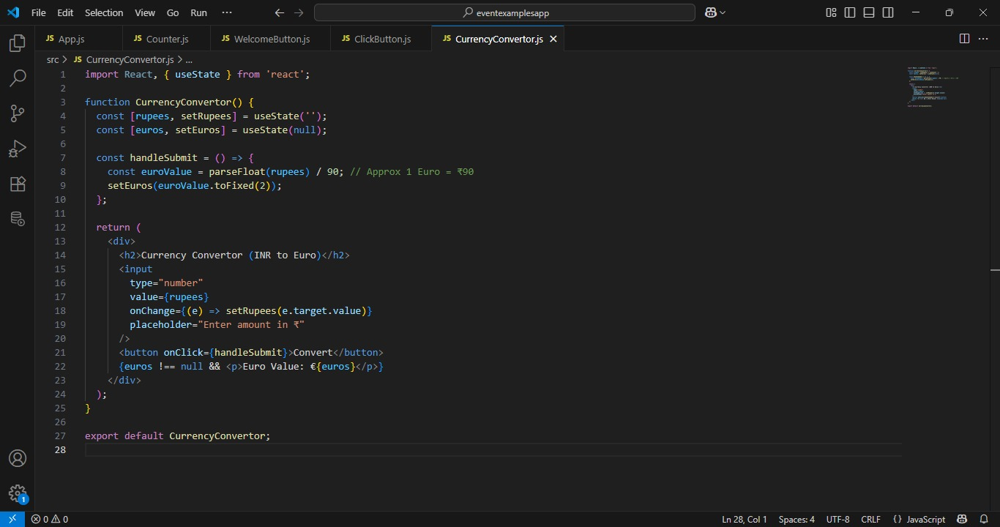 File Edit Selection View Go Run ··· eventexamplesapp
JS App.js JS Counter.js JS WelcomeButton.js JS ClickButton.js JS CurrencyConvertor.js
src > JS CurrencyConvertor.js > ...
1 import React, { useState } from 'react';
2
3 function CurrencyConvertor() {
4 const [rupees, setRupees] = useState('');
5 const [euros, setEuros] = useState(null);
6
7 const handleSubmit = () => {
8 const euroValue = parseFloat(rupees) / 90; // Approx 1 Euro = ₹90
9 setEuros(euroValue.toFixed(2));
10 };
11
12 return (
13 <div>
14 <h2>Currency Convertor (INR to Euro)</h2>
15 <input
16 type="number"
17 value={rupees}
18 onChange={(e) => setRupees(e.target.value)}
19 placeholder="Enter amount in ₹"
20 />
21 <button onClick={handleSubmit}>Convert</button>
22 {euros !== null && <p>Euro Value: €{euros}</p>}
23 </div>
24 );
25 }
26
27 export default CurrencyConvertor;
28
1
0 0 Ln 28, Col 1 Spaces: 4 UTF-8 CRLF {} JavaScript